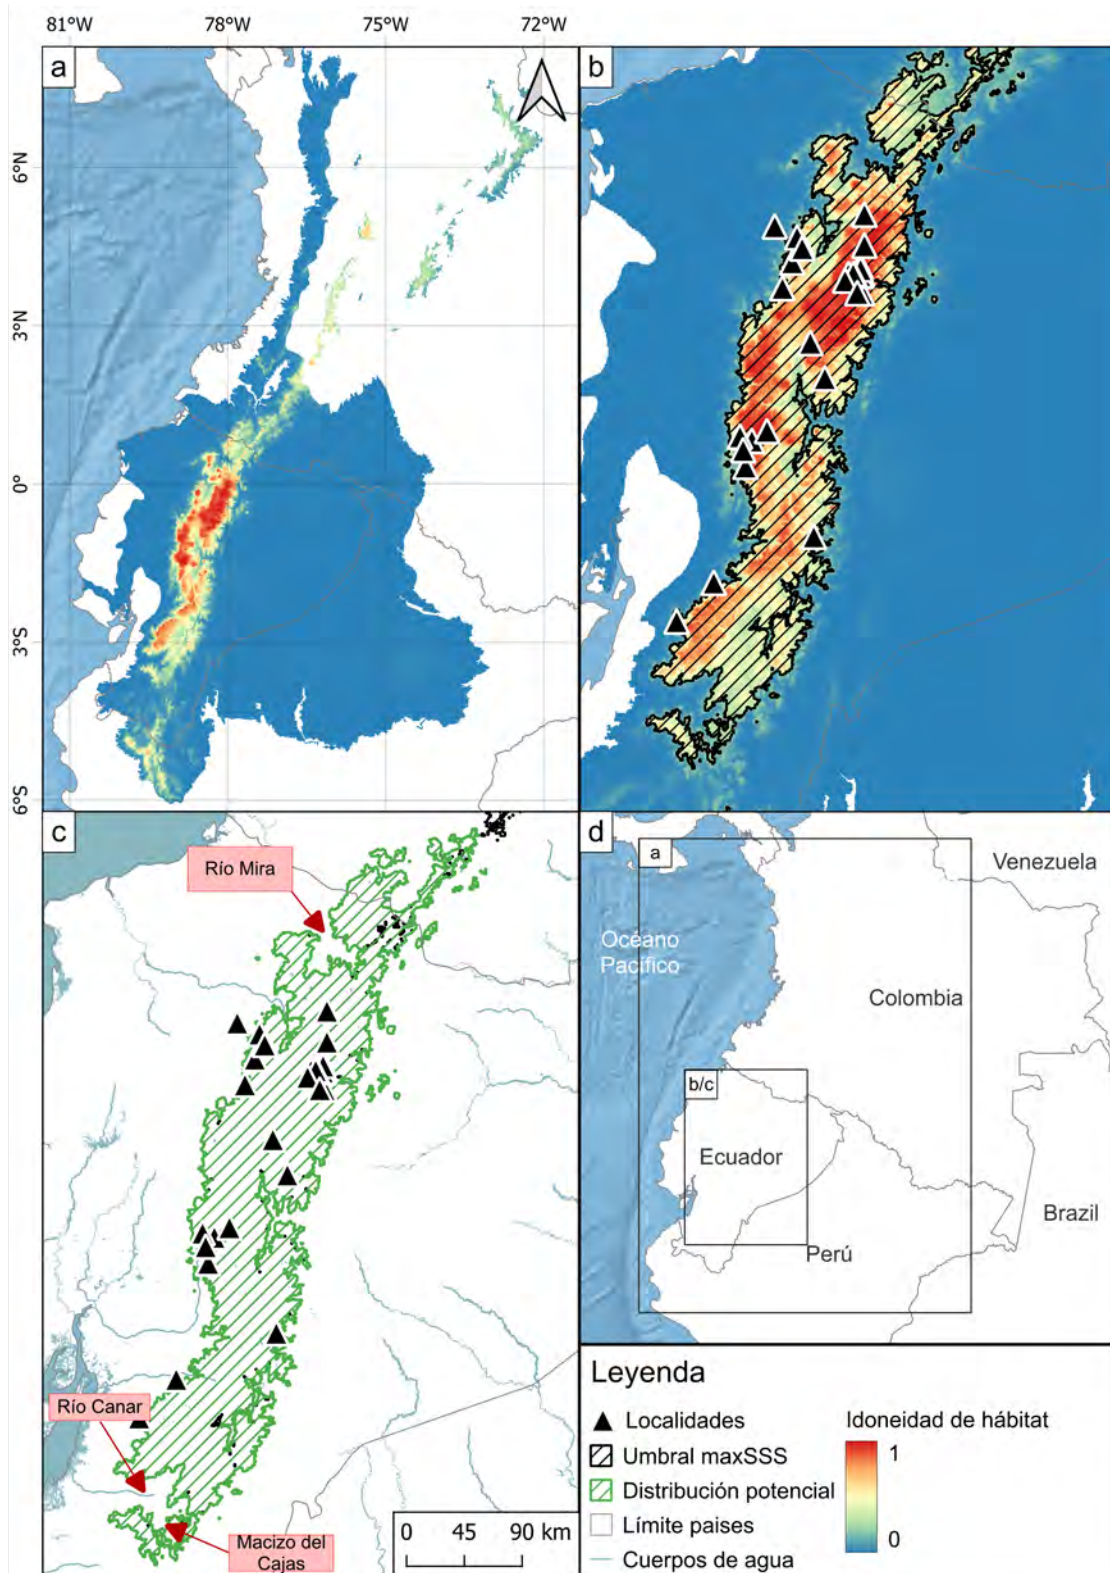 81°W
78°W
75°W
72°W
a
6°N
3°N
0°
3°S
6°S
b
c
Río Mira
Río Canar
Macizo del
Cajas
0 45 90 km
d
a
Venezuela
Océano
Pacífico
Colombia
b/c
Ecuador
Brazil
Perú
Leyenda
Localidades
Umbral maxSSS
Distribución potencial
Límite paises
Cuerpos de agua
Idoneidad de hábitat
1
0